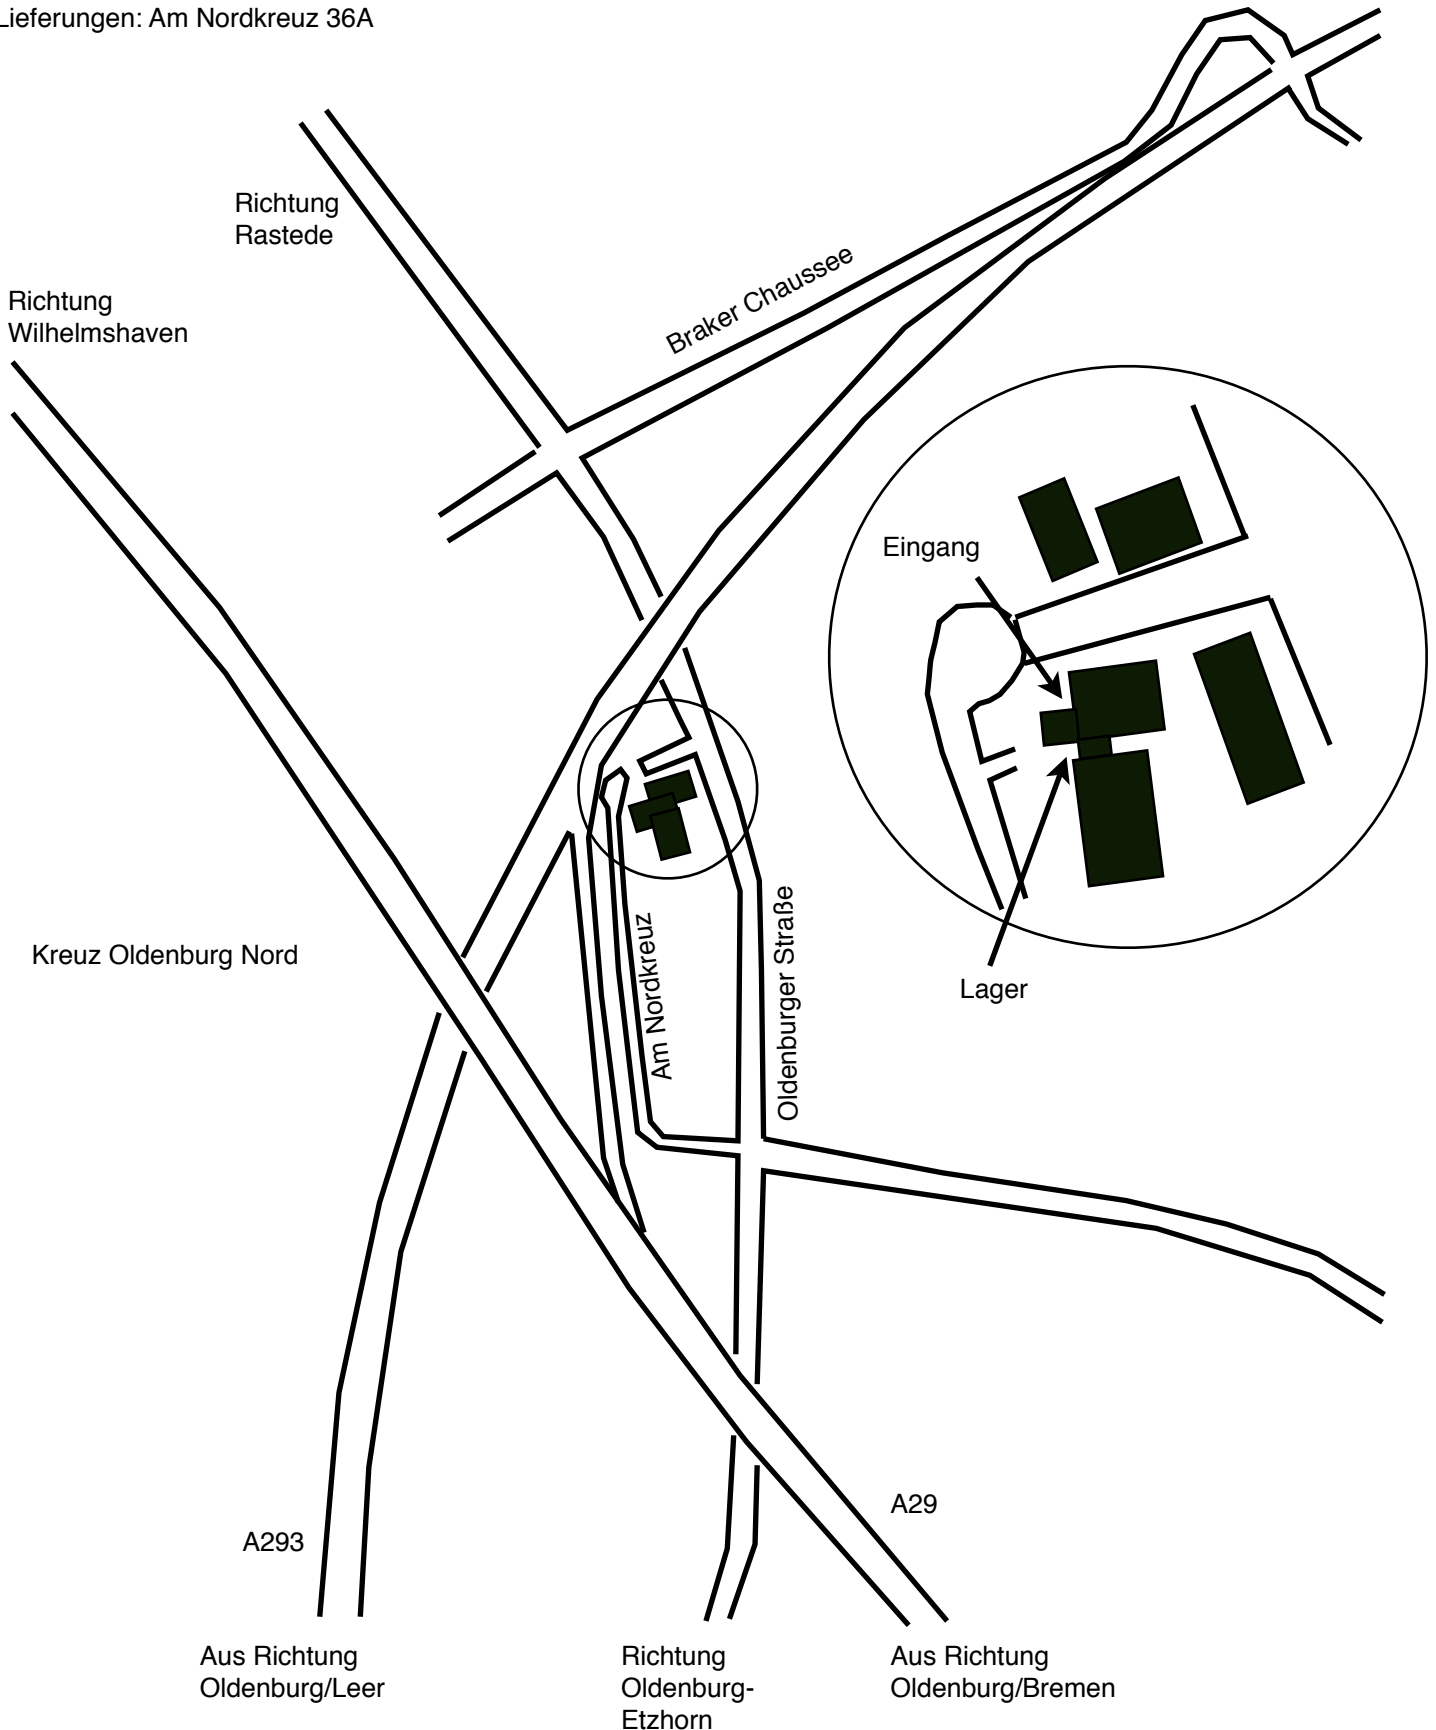 Lieferungen: Am Nordkreuz 36A
Richtung
Rastede
Richtung
Wilhelmshaven
Braker Chaussee
Eingang
Kreuz Oldenburg Nord
Am Nordkreuz
Oldenburger Straße
Lager
A29
A293
Aus Richtung
Oldenburg/Leer
Richtung
Oldenburg-
Etzhorn
Aus Richtung
Oldenburg/Bremen